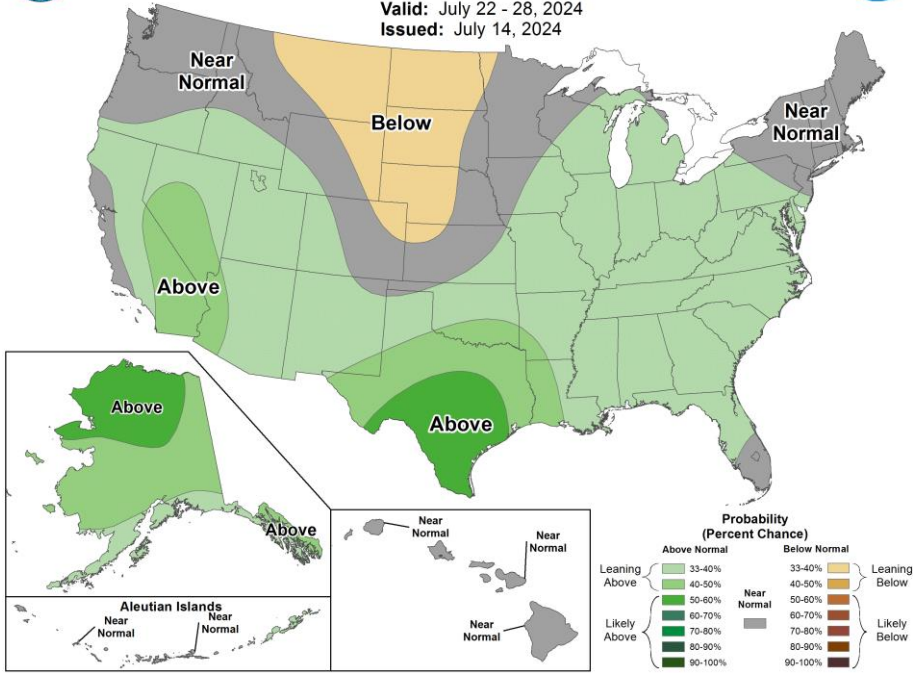 Valid: July 22 - 28, 2024
Issued: July 14, 2024
Near
Normal
Below
Near
Normal
Above
Above
Above
Above
Aleutian Islands
Near
Normal
Near
Normal
Near
Normal
Near
Normal
Near
Normal
Probability
(Percent Chance)
Above Normal
Below Normal
Leaning
Above
33-40%
40-50%
Likely
Above
50-60%
60-70%
70-80%
80-90%
90-100%
Near
Normal
33-40%
40-50%
Leaning
Below
50-60%
60-70%
70-80%
80-90%
90-100%
Likely
Below